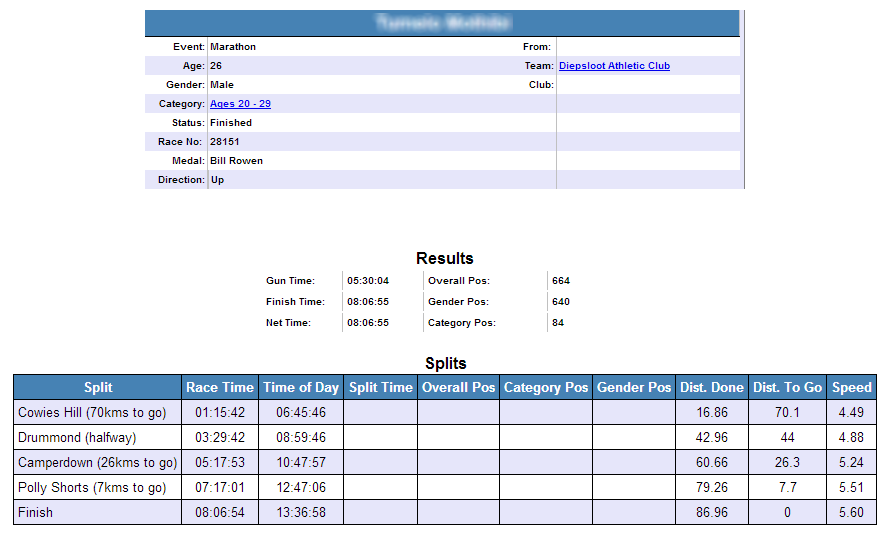 Event: Marathon From:
Age: 26 Team: Diepsloot Athletic Club
Gender: Male Club:
Category: Ages 20 - 29
Status: Finished
Race No: 28151
Medal: Bill Rowen
Direction: Up
Results
Gun Time: 05:30:04 Overall Pos: 664
Finish Time: 08:06:55 Gender Pos: 640
Net Time: 08:06:55 Category Pos: 84
Splits
Split Race Time Time of Day Split Time Overall Pos Category Pos Gender Pos Dist. Done Dist. To Go Speed
Cowies Hill (70kms to go) 01:15:42 06:45:46 16.86 70.1 4.49
Drummond (halfway) 03:29:42 08:59:46 42.96 44 4.88
Camperdown (26kms to go) 05:17:53 10:47:57 60.66 26.3 5.24
Polly Shorts (7kms to go) 07:17:01 12:47:06 79.26 7.7 5.51
Finish 08:06:54 13:36:58 86.96 0 5.60